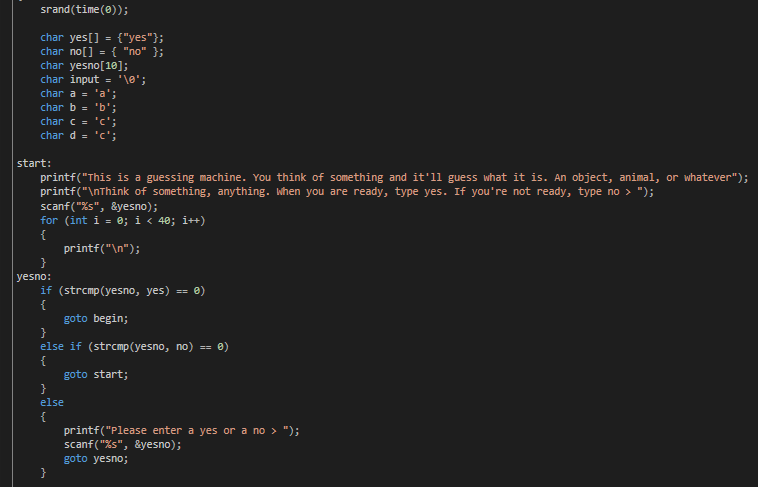 srand(time(0));
char yes[] = {"yes"};
char no[] = { "no" };
char yesno[10];
char input = '\0';
char a = 'a';
char b = 'b';
char c = 'c';
char d = 'c';
start:
printf("This is a guessing machine. You think of something and it'll guess what it is. An object, animal, or whatever");
printf("\nThink of something, anything. When you are ready, type yes. If you're not ready, type no > ");
scanf("%s", &yesno);
for (int i = 0; i < 40; i++)
{
printf("\n");
}
yesno:
if (strcmp(yesno, yes) == 0)
{
goto begin;
}
else if (strcmp(yesno, no) == 0)
{
goto start;
}
else
{
printf("Please enter a yes or a no > ");
scanf("%s", &yesno);
goto yesno;
}